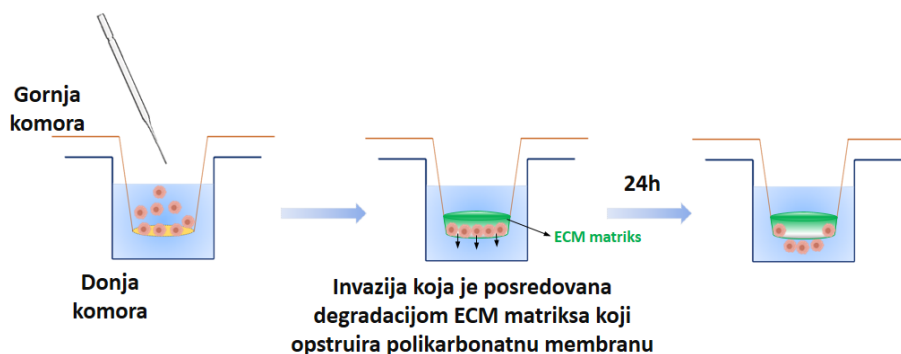 Gornja
komora
24h
ECM matriks
Donja
komora
Invazija koja je posredovana
degradacijom ECM matriksa koji
opstruira polikarbonatnu membranu